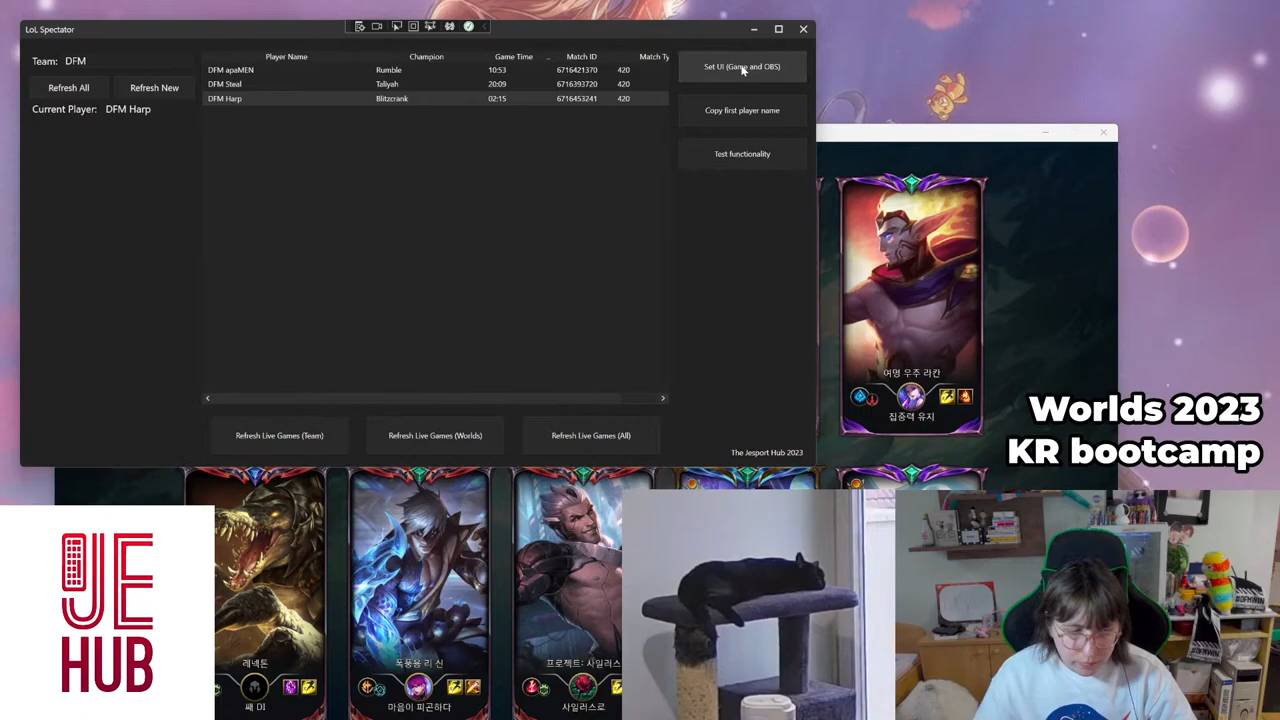 LoL Spectator
Team: DFM
Refresh All
Refresh New
Current Player: DFM Harp
Player Name Champion Game Time .. Match ID Match Ty
DFM apaMEN Rumble 10:53 6716421370 420
DFM Steal Taliyah 20:09 6716393720 420
DFM Harp Blitzcrank 02:15 6716453241 420
Set UI (Game and OBS)
Copy first player name
Test functionality
Refresh Live Games (Team)
Refresh Live Games (Worlds)
Refresh Live Games (All)
The Jesport Hub 2023
여명 우주 라칸
집중력 유지
Worlds 2023
KR bootcamp
JE
HUB
레넥톤
째 DI
폭풍용 리 신
마음이 피곤하다
프로젝트: 사일러스
사일러스로